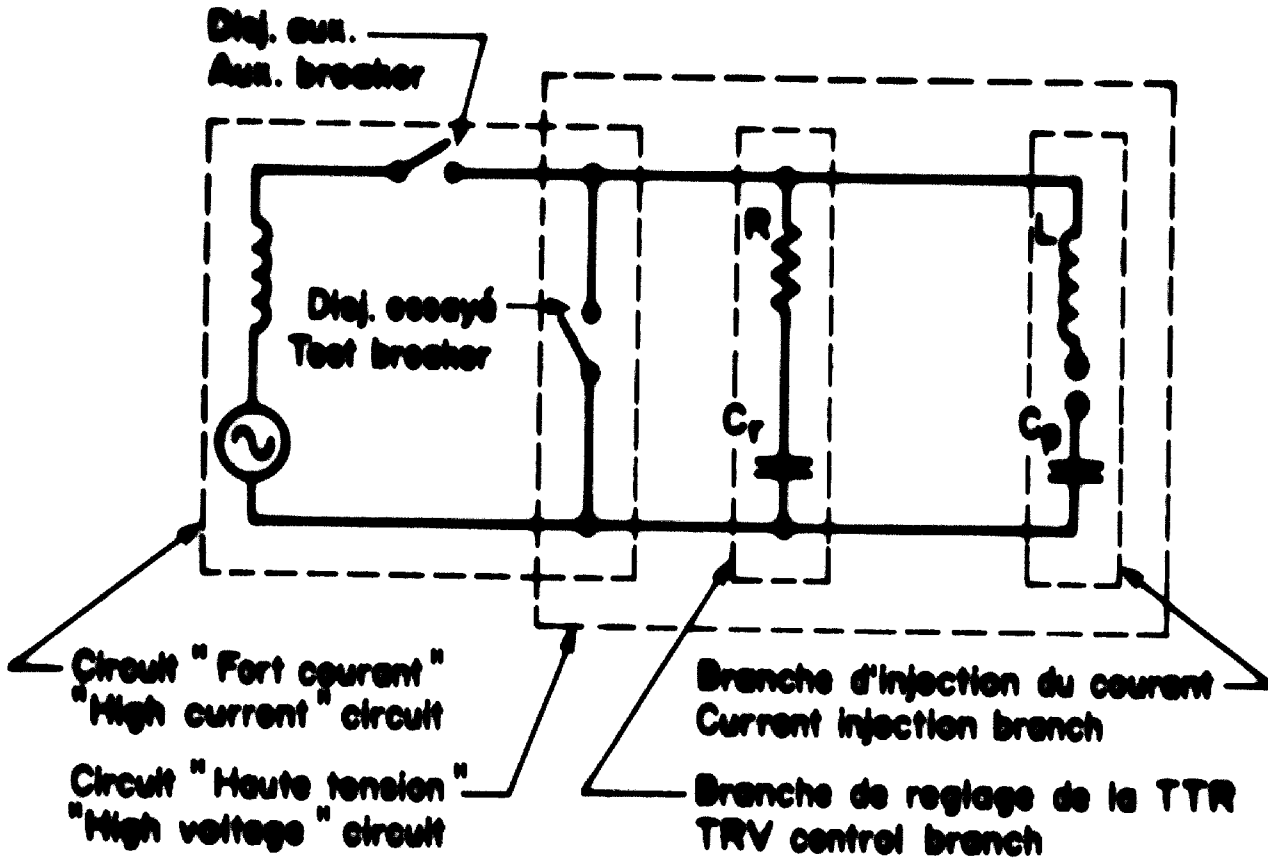 Disj. aux.
Aux. breaker
R
L
Disj. essayé
Test breaker
Cr
Cp
Circuit "Fort courant"
"High current" circuit
Branche d'injection du courant
Current injection branch
Circuit "Haute tension"
"High voltage" circuit
Branche de reglage de la TTR
TRV control branch